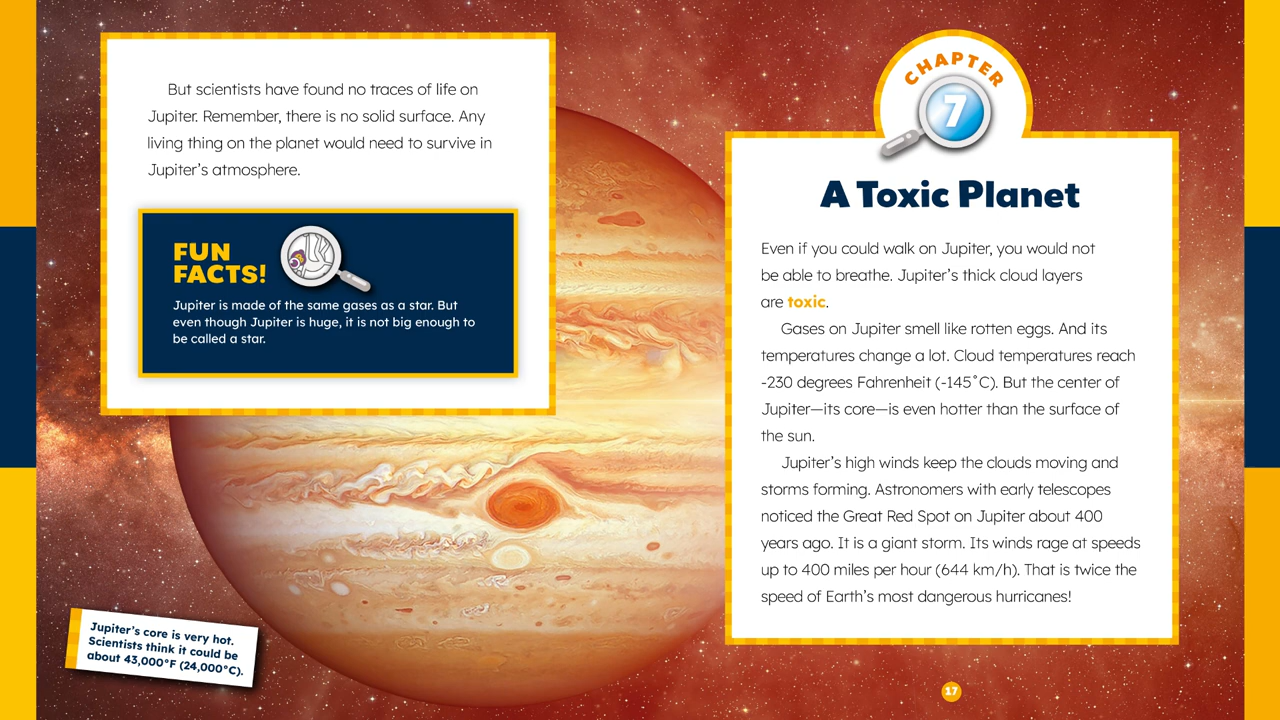 But scientists have found no traces of life on
Jupiter. Remember, there is no solid surface. Any
living thing on the planet would need to survive in
Jupiter’s atmosphere.
FUN
FACTS!
Jupiter is made of the same gases as a star. But
even though Jupiter is huge, it is not big enough to
be called a star.
Jupiter’s core is very hot.
Scientists think it could be
about 43,000°F (24,000°C).
CHAPTER
7
A Toxic Planet
Even if you could walk on Jupiter, you would not
be able to breathe. Jupiter’s thick cloud layers
are toxic.
Gases on Jupiter smell like rotten eggs. And its
temperatures change a lot. Cloud temperatures reach
-230 degrees Fahrenheit (-145˚C). But the center of
Jupiter—its core—is even hotter than the surface of
the sun.
Jupiter’s high winds keep the clouds moving and
storms forming. Astronomers with early telescopes
noticed the Great Red Spot on Jupiter about 400
years ago. It is a giant storm. Its winds rage at speeds
up to 400 miles per hour (644 km/h). That is twice the
speed of Earth’s most dangerous hurricanes!
17